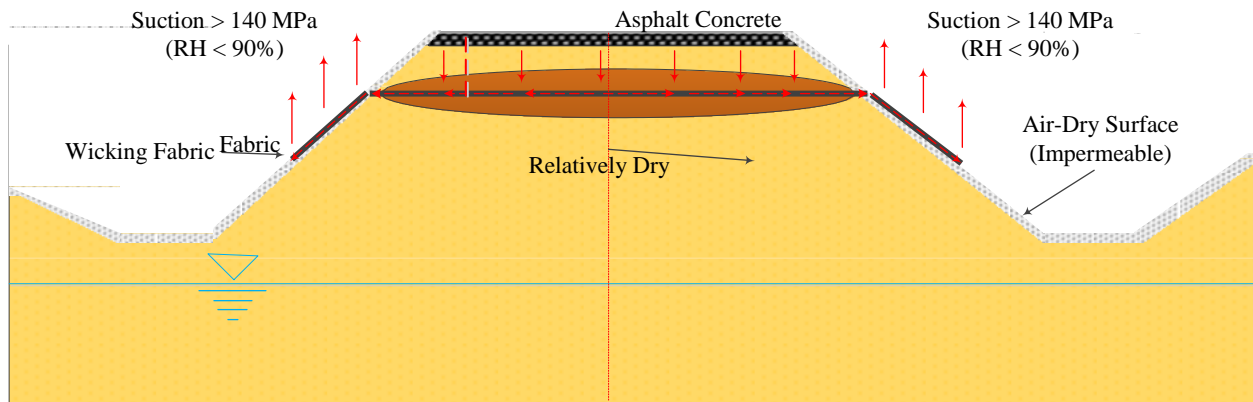 Suction > 140 MPa
(RH < 90%)
Asphalt Concrete
Suction > 140 MPa
(RH < 90%)
Wicking Fabric
Fabric
Relatively Dry
Air-Dry Surface
(Impermeable)